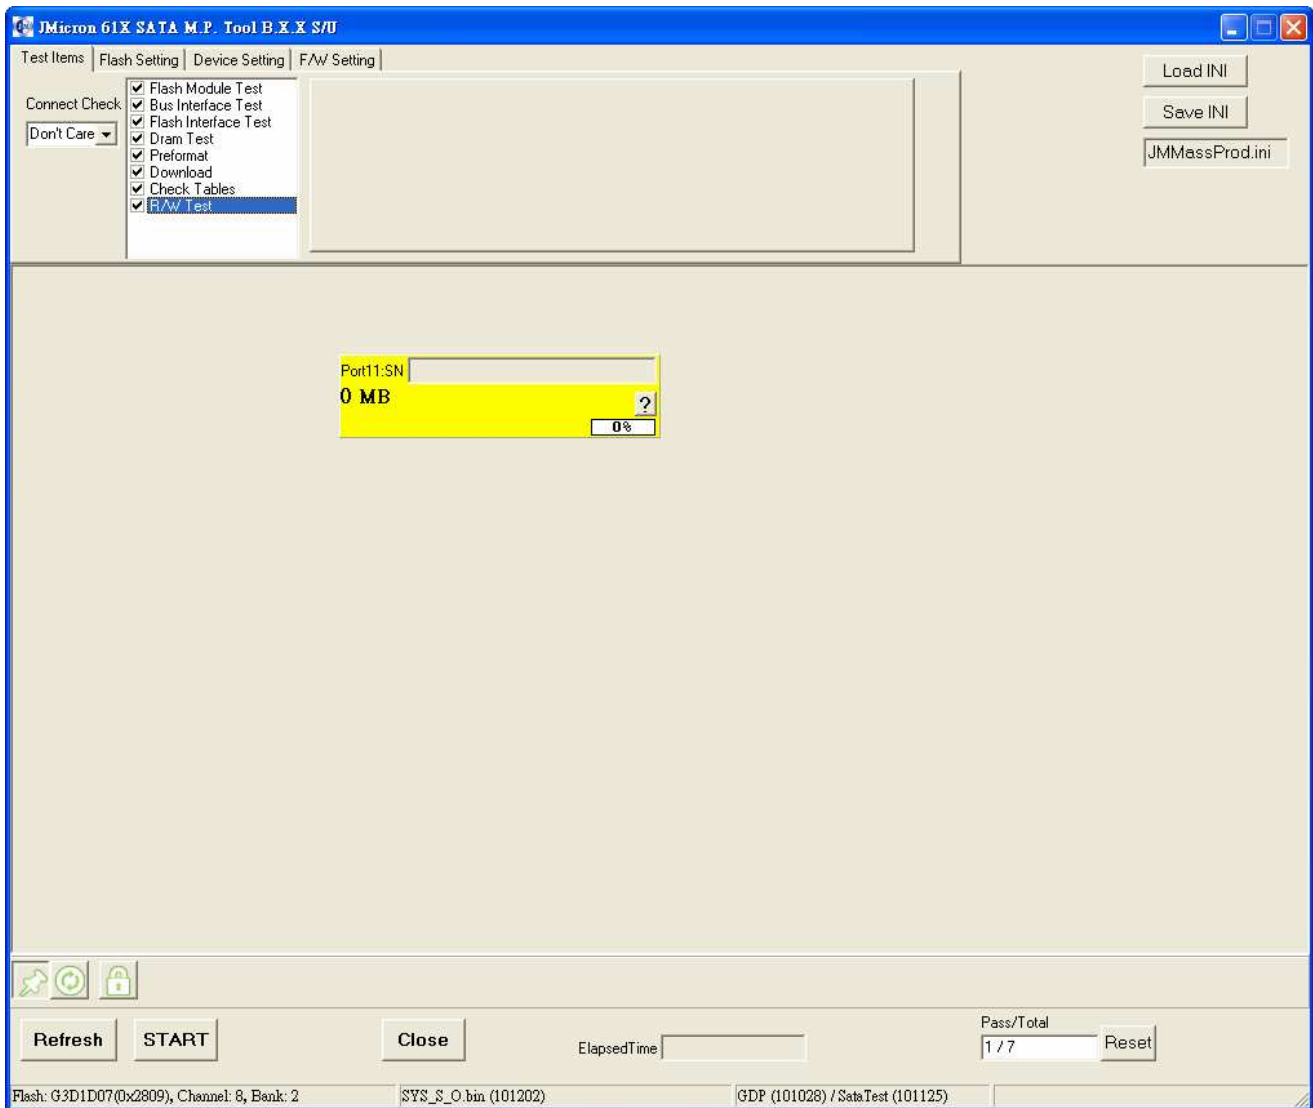 JMicron 61X SATA M.P. Tool B.X.X S/U
Test Items Flash Setting Device Setting F/W Setting
Load INI
Save INI
JMMassProd.ini
Connect Check
Don't Care
Flash Module Test
Bus Interface Test
Flash Interface Test
Dram Test
Preformat
Download
Check Tables
R/W Test
Port11:SN
0 MB
?
0%
Refresh
START
Close
ElapsedTime
Pass/Total
1 / 7
Reset
Flash: G3D1D07(0x2809), Channel: 8, Bank: 2
SYS_S_O.bin (101202)
GDP (101028) / SataTest (101125)